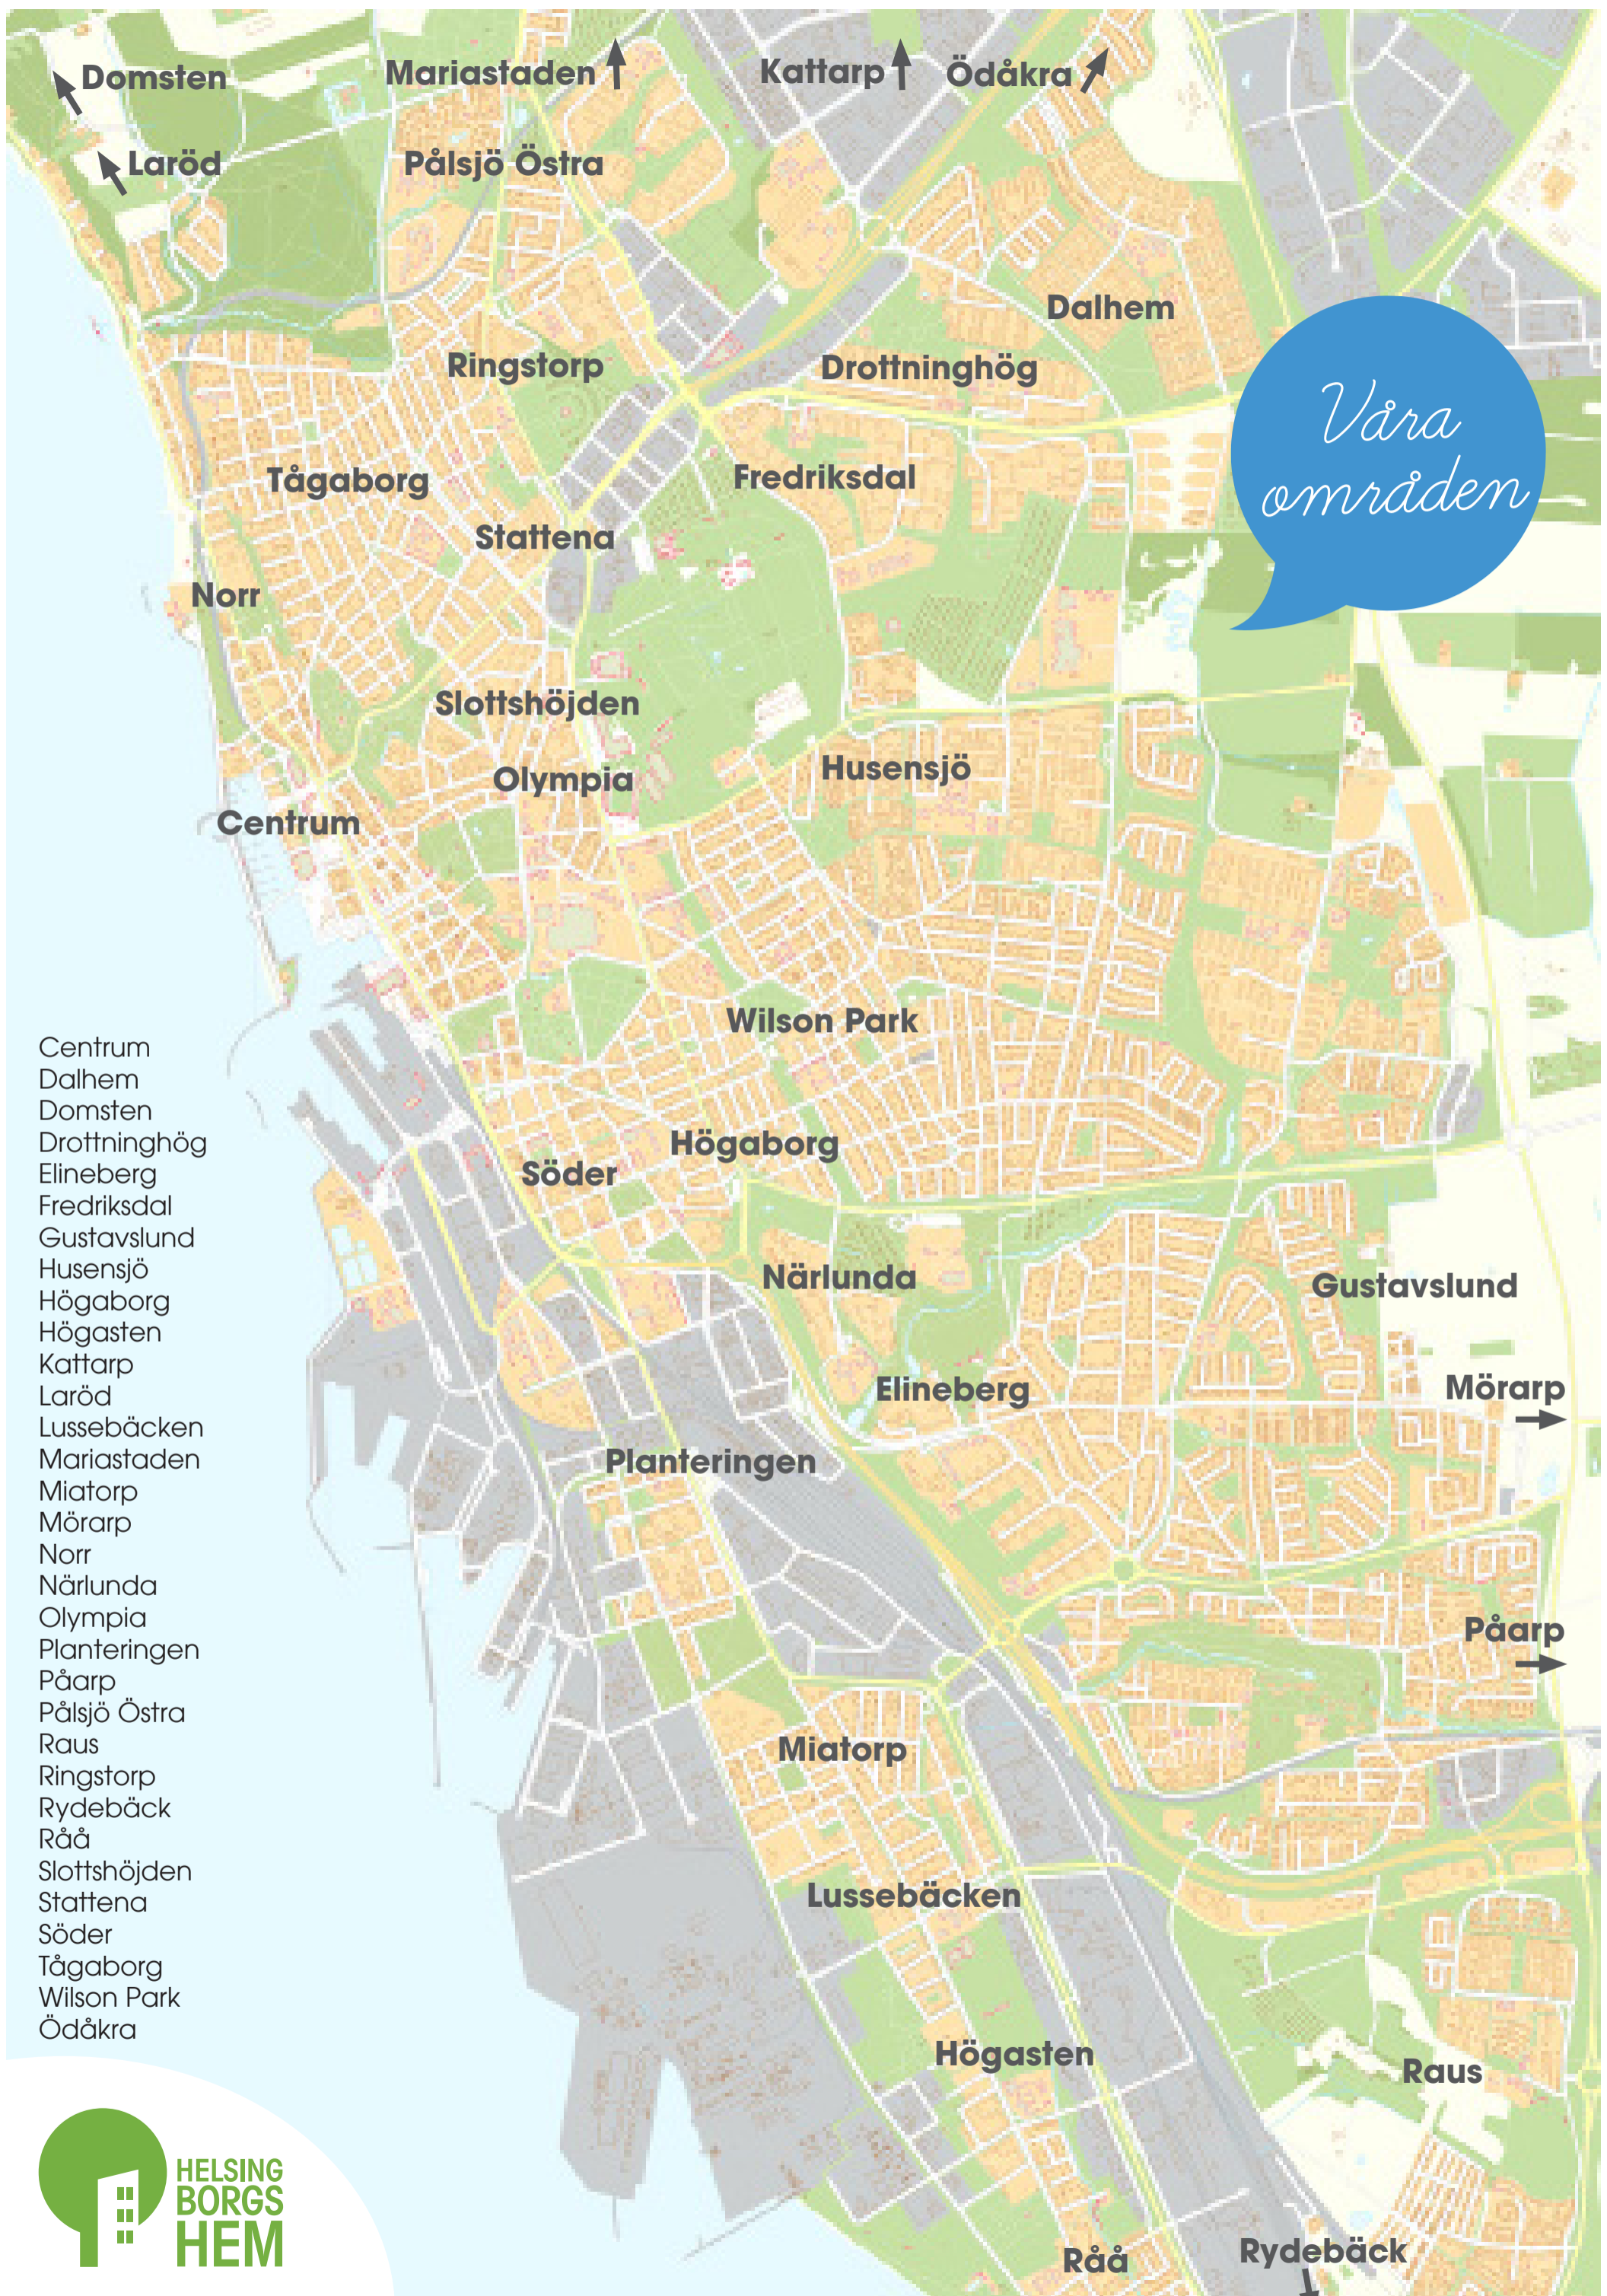 Domsten
Mariastaden
Kattarp
Ödåkra
Laröd
Pålsjö Östra
Dalhem
Ringstorp
Drottninghög
Våra
områden
Tågaborg
Fredriksdal
Stattena
Norr
Slottshöjden
Olympia
Husensjö
Centrum
Wilson Park
Högaborg
Söder
Närlunda
Gustavslund
Elineberg
Mörarp
Planteringen
Påarp
Miatorp
Lussebäcken
Högasten
Raus
Råå
Rydebäck
Centrum
Dalhem
Domsten
Drottninghög
Elineberg
Fredriksdal
Gustavslund
Husensjö
Högaborg
Högasten
Kattarp
Laröd
Lussebäcken
Mariastaden
Miatorp
Mörarp
Norr
Närlunda
Olympia
Planteringen
Påarp
Pålsjö Östra
Raus
Ringstorp
Rydebäck
Råå
Slottshöjden
Stattena
Söder
Tågaborg
Wilson Park
Ödåkra
HELSING
BORGS
HEM